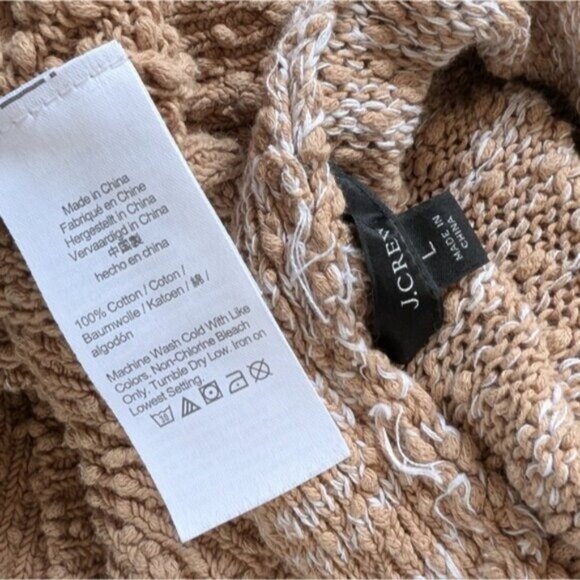 Made in China
Fabriqué en Chine
Hergestellt in China
Vervaardigd in China
中國製
hecho en china
100% Cotton / Coton /
Baumwolle / Katoen / 綿 /
algodón
Machine Wash Cold With Like
Colors, Non-Chlorine Bleach
Only. Tumble Dry Low. Iron on
Lowest Setting.
30
J.CREW
L
MADE IN
CHINA